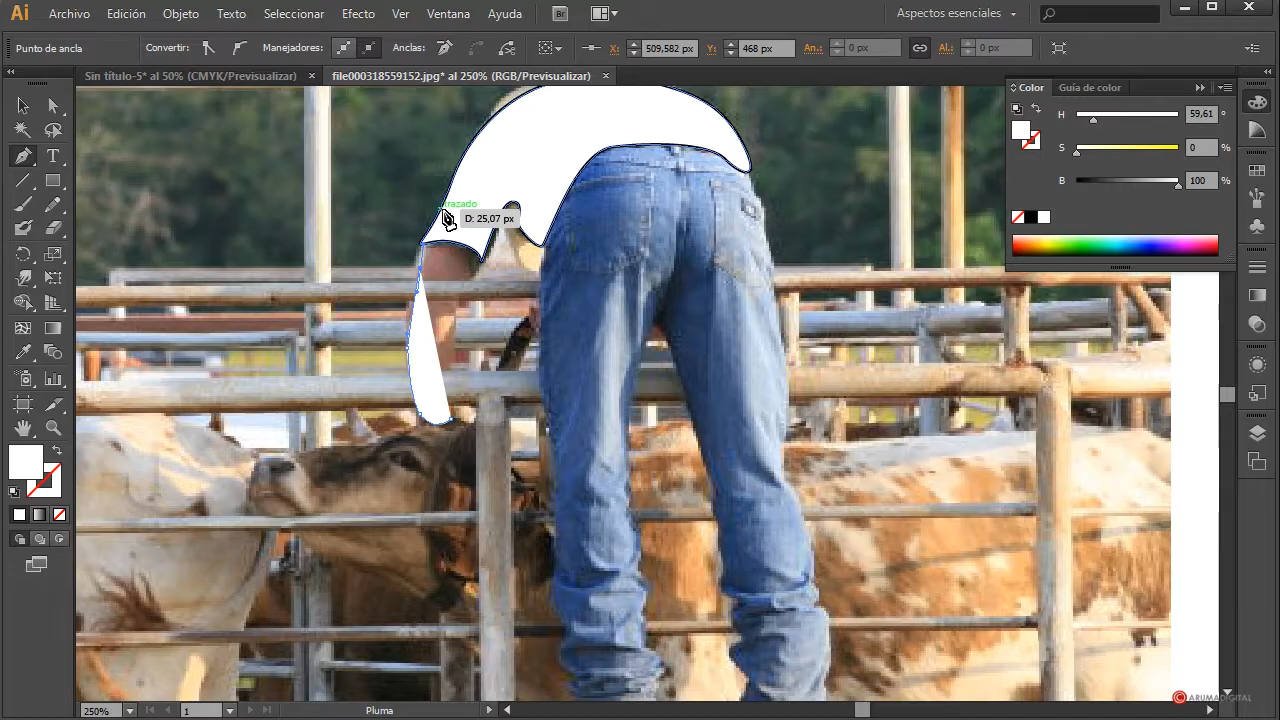 Ai Archivo Edición Objeto Texto Seleccionar Efecto Ver Ventana Ayuda Br Aspectos esenciales
Punto de ancla Convertir: Manejadores: Anclas: X: 509,582 px Y: 468 px An.: 0 px Al.: 0 px
Sin título-5* al 50% (CMYK/Previsualizar) × file000318559152.jpg* al 250% (RGB/Previsualizar) ×
Color Guía de color
H 59,61 °
S 0 %
B 100 %
T
trazado
D: 25,07 px
250% 1 Pluma
C ARUMADIGITAL